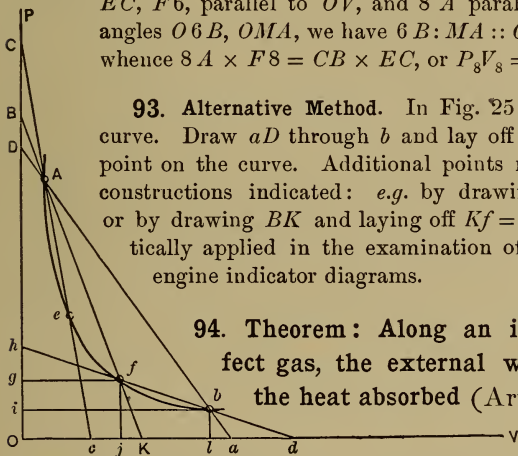 P
EC, F6, parallel to OV, and 8 A paral
C
angles O6B, OMA, we have 6 B : MA ::
whence 8 A × F8 = CB × EC, or P₈V₈ =
93. Alternative Method. In Fig. 25
B
curve. Draw aD through b and lay off
D
point on the curve. Additional points
A
constructions indicated: e.g. by drawi
or by drawing BK and laying off Kf =
tically applied in the examination of
engine indicator diagrams.
e
94. Theorem: Along an i
h
f
fect gas, the external w
g
b
the heat absorbed (Ar
i
O c j K l a d V